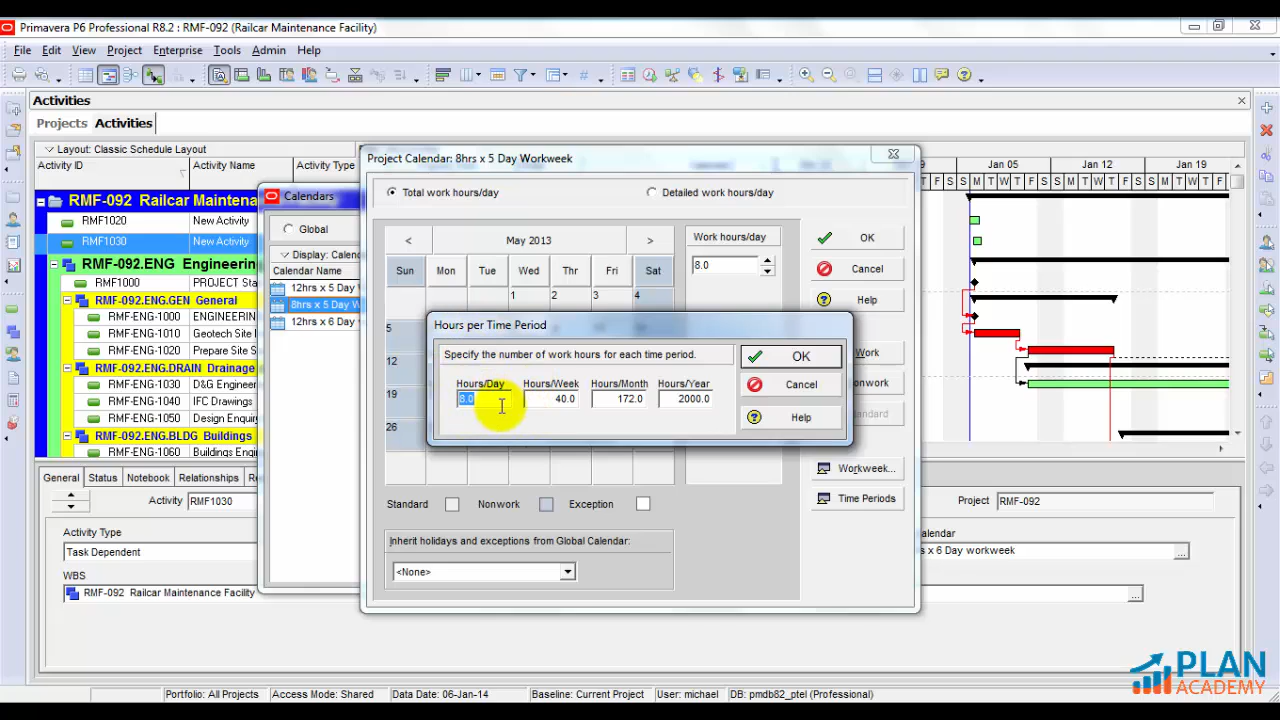 Primavera P6 Professional R8.2 : RMF-092 (Railcar Maintenance Facility)
File Edit View Project Enterprise Tools Admin Help
Activities
Projects Activities
Layout: Classic Schedule Layout
Activity ID Activity Name Activity Type
09 Jan 05 Jan 12 Jan 19
F S S M T W T F S S M T W T F S S M T W T F
RMF-092 Railcar Maintena
RMF1020 New Activity
RMF1030 New Activity
RMF-092.ENG Engineerin
RMF1000 PROJECT Sta
RMF-092.ENG.GEN General
RMF-ENG-1000 ENGINEERIN
RMF-ENG-1010 Geotech Site I
RMF-ENG-1020 Prepare Site S
RMF-092.ENG.DRAIN Drainage
RMF-ENG-1030 D&G Engineer
RMF-ENG-1040 IFC Drawings
RMF-ENG-1050 Design Enquiry
RMF-092.ENG.BLDG Buildings
RMF-ENG-1060 Buildings Engine
Calendars
Global
Display: Calen
Calendar Name
12hrs x 5 Day
8hrs x 5 Day W
12hrs x 6 Day
Project Calendar: 8hrs x 5 Day Workweek
Total work hours/day Detailed work hours/day
< May 2013 >
Sun Mon Tue Wed Thr Fri Sat
1 2 3 4
5
12
19
26
Work hours/day
8.0
OK
Cancel
Help
Work
onwork
andard
Workweek...
Time Periods
Standard Nonwork Exception
Inherit holidays and exceptions from Global Calendar:
<None>
Hours per Time Period
Specify the number of work hours for each time period.
Hours/Day Hours/Week Hours/Month Hours/Year
8.0 40.0 172.0 2000.0
OK
Cancel
Help
General Status Notebook Relationships Re
Activity RMF1030 Project RMF-092
Activity Type alendar
Task Dependent s x 6 Day workweek
WBS
RMF-092 Railcar Maintenance Facility
Portfolio: All Projects Access Mode: Shared Data Date: 06-Jan-14 Baseline: Current Project User: michael DB: pmdb82_ptel (Professional)
PLAN
ACADEMY